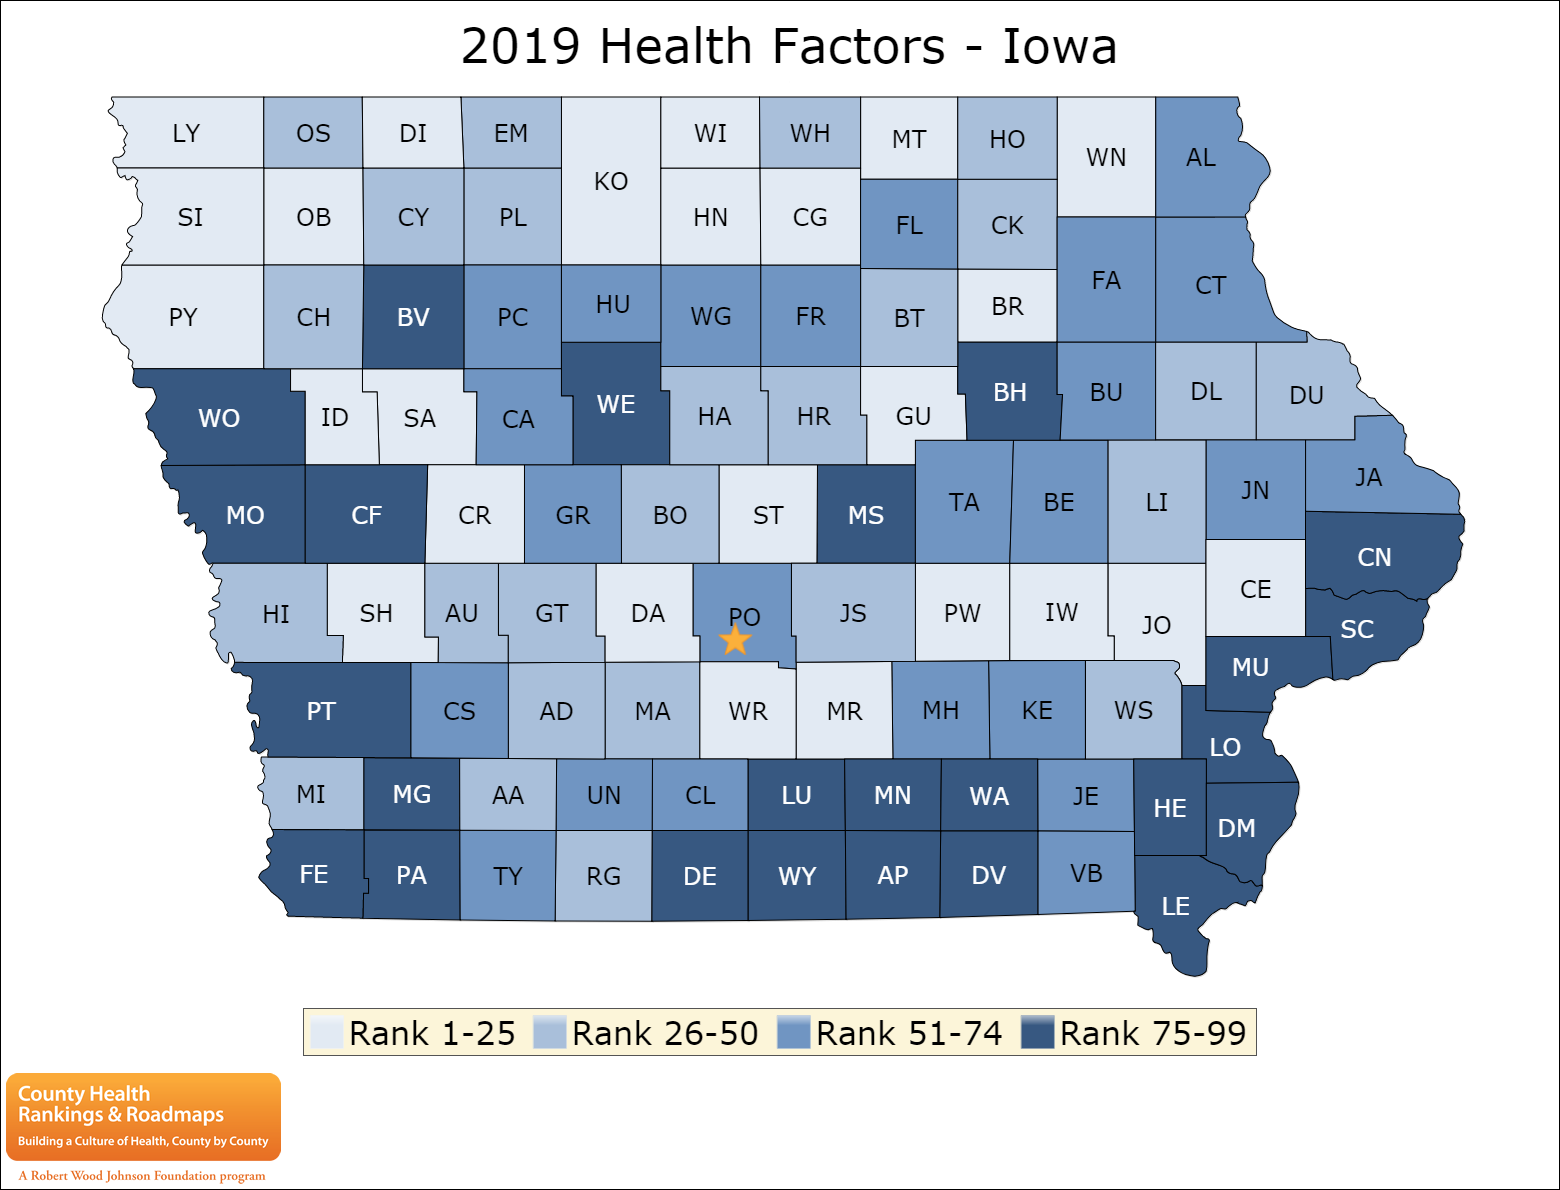 2019 Health Factors - Iowa
LY OS DI EM KO WI WH MT HO WN AL
SI OB CY PL HN CG FL CK
PY CH BV PC HU WG FR BT BR FA CT
WO ID SA CA WE HA HR GU BH BU DL DU
MO CF CR GR BO ST MS TA BE LI JN JA
CN
HI SH AU GT DA PO JS PW IW JO CE SC
PT CS AD MA WR MR MH KE WS MU
LO
MI MG AA UN CL LU MN WA JE HE DM
FE PA TY RG DE WY AP DV VB LE
Rank 1-25 Rank 26-50 Rank 51-74 Rank 75-99
County Health
Rankings & Roadmaps
Building a Culture of Health, County by County
A Robert Wood Johnson Foundation program